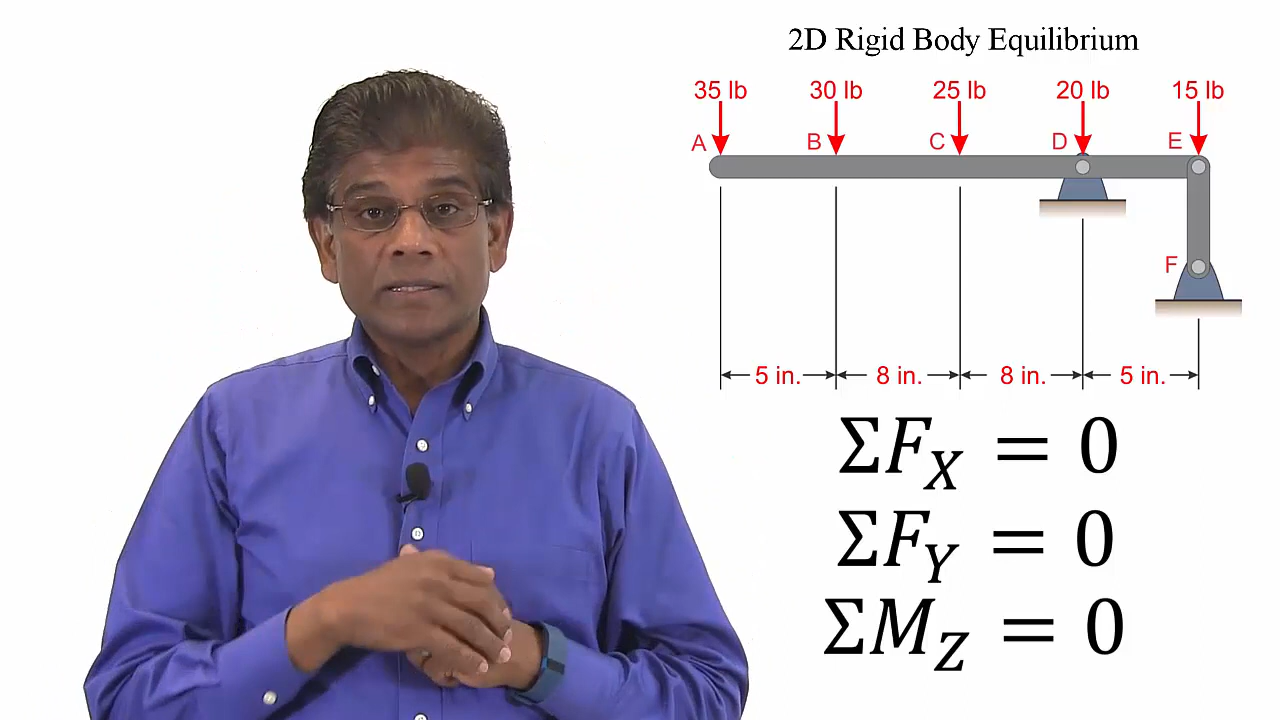 2D Rigid Body Equilibrium
35 lb 30 lb 25 lb 20 lb 15 lb
A B C D E
F
5 in. 8 in. 8 in. 5 in.
ΣF_X = 0
ΣF_Y = 0
ΣM_Z = 0